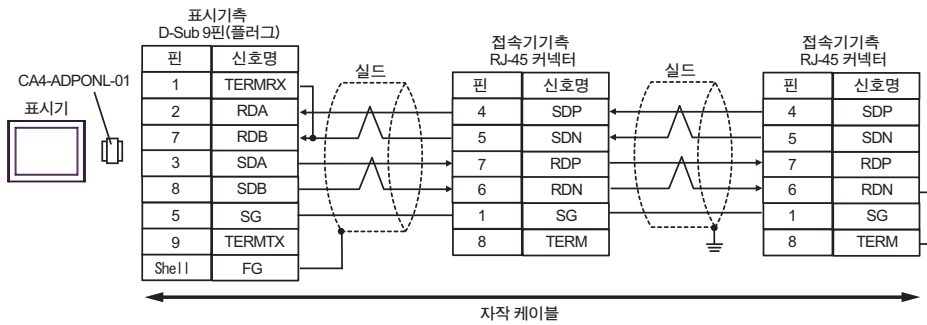 표시기측
D-Sub 9핀(플러그)
접속기기측
RJ-45 커넥터
접속기기측
RJ-45 커넥터
CA4-ADPONL-01
표시기
실드
실드
핀 신호명
1 TERMRX
2 RDA
7 RDB
3 SDA
8 SDB
5 SG
9 TERMTX
Shell FG
핀 신호명
4 SDP
5 SDN
7 RDP
6 RDN
1 SG
8 TERM
핀 신호명
4 SDP
5 SDN
7 RDP
6 RDN
1 SG
8 TERM
자작 케이블